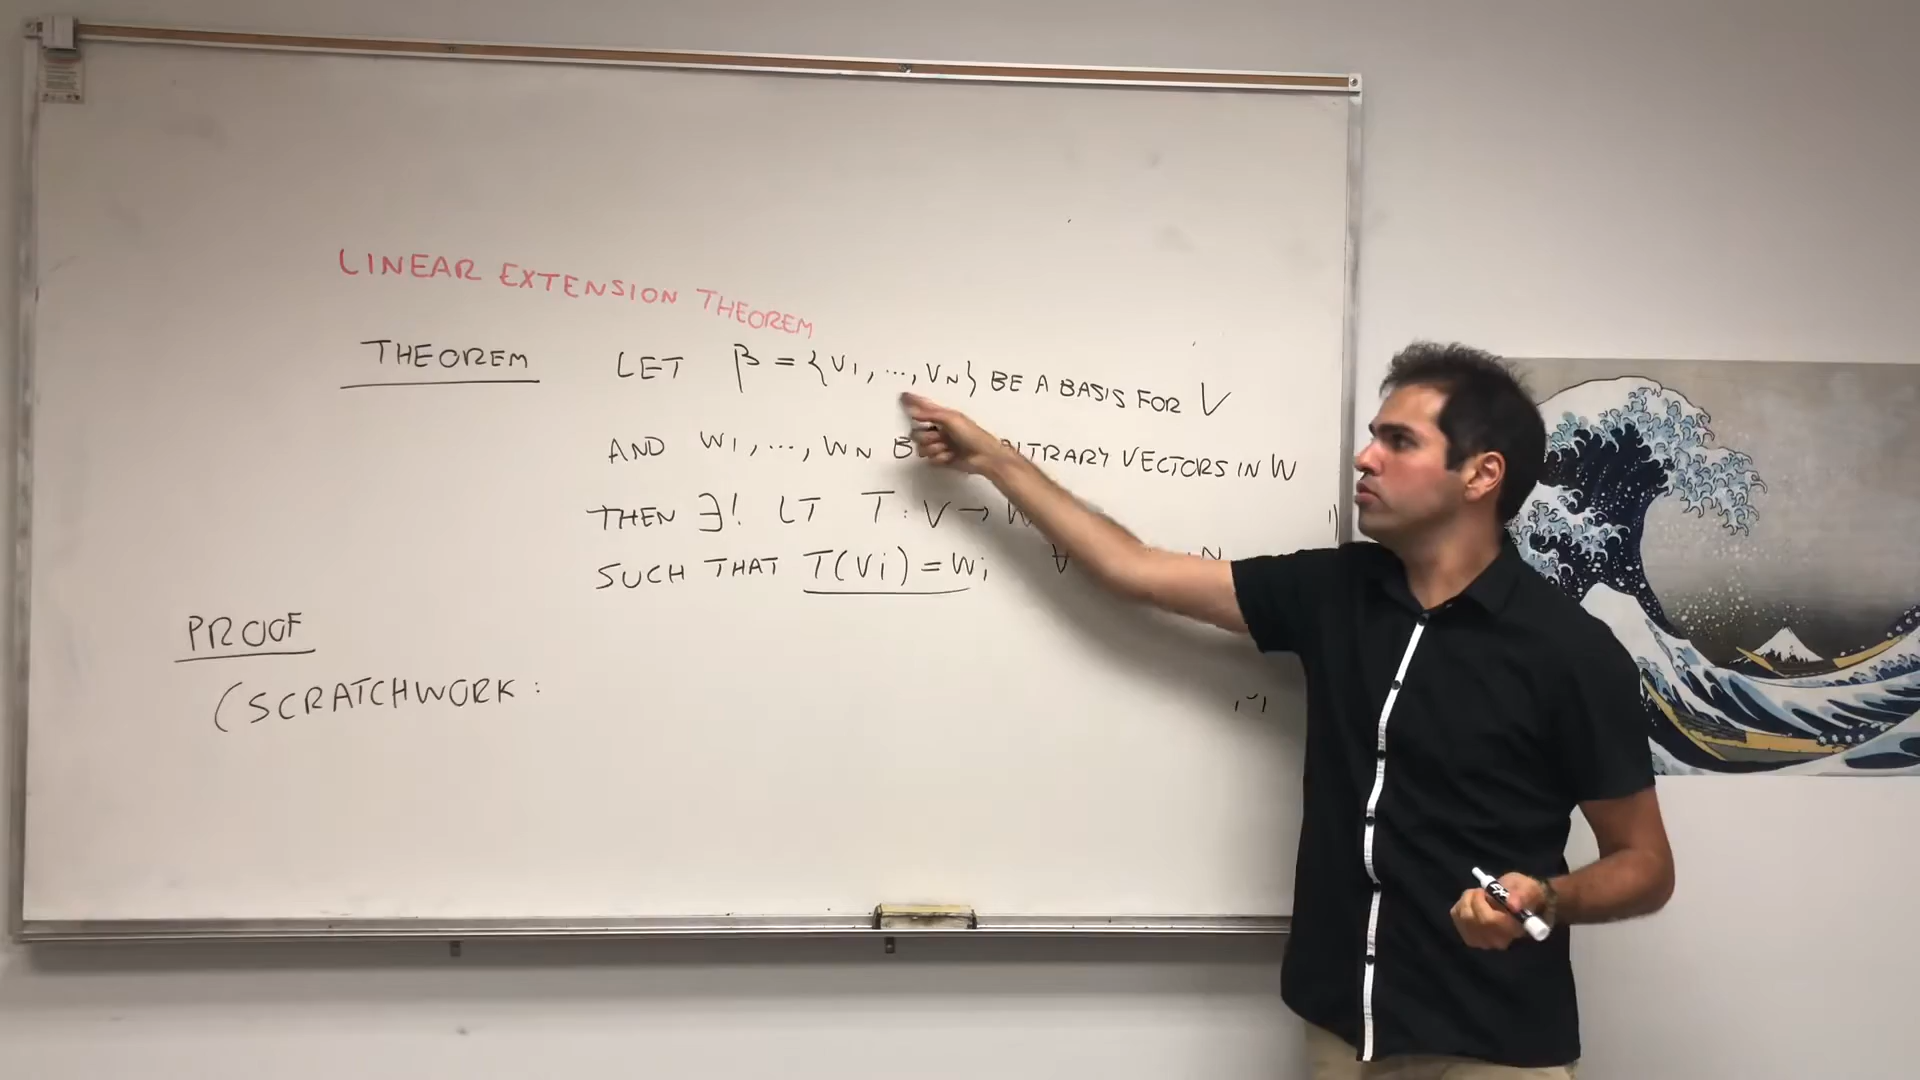 LINEAR EXTENSION THEOREM
THEOREM LET β = {V1, ..., VN} BE A BASIS FOR V
AND W1, ..., WN VECTORS IN W
THEN ∃! LT T: V → W
SUCH THAT T(Vi) = Wi ∀ N
PROOF
(SCRATCHWORK: